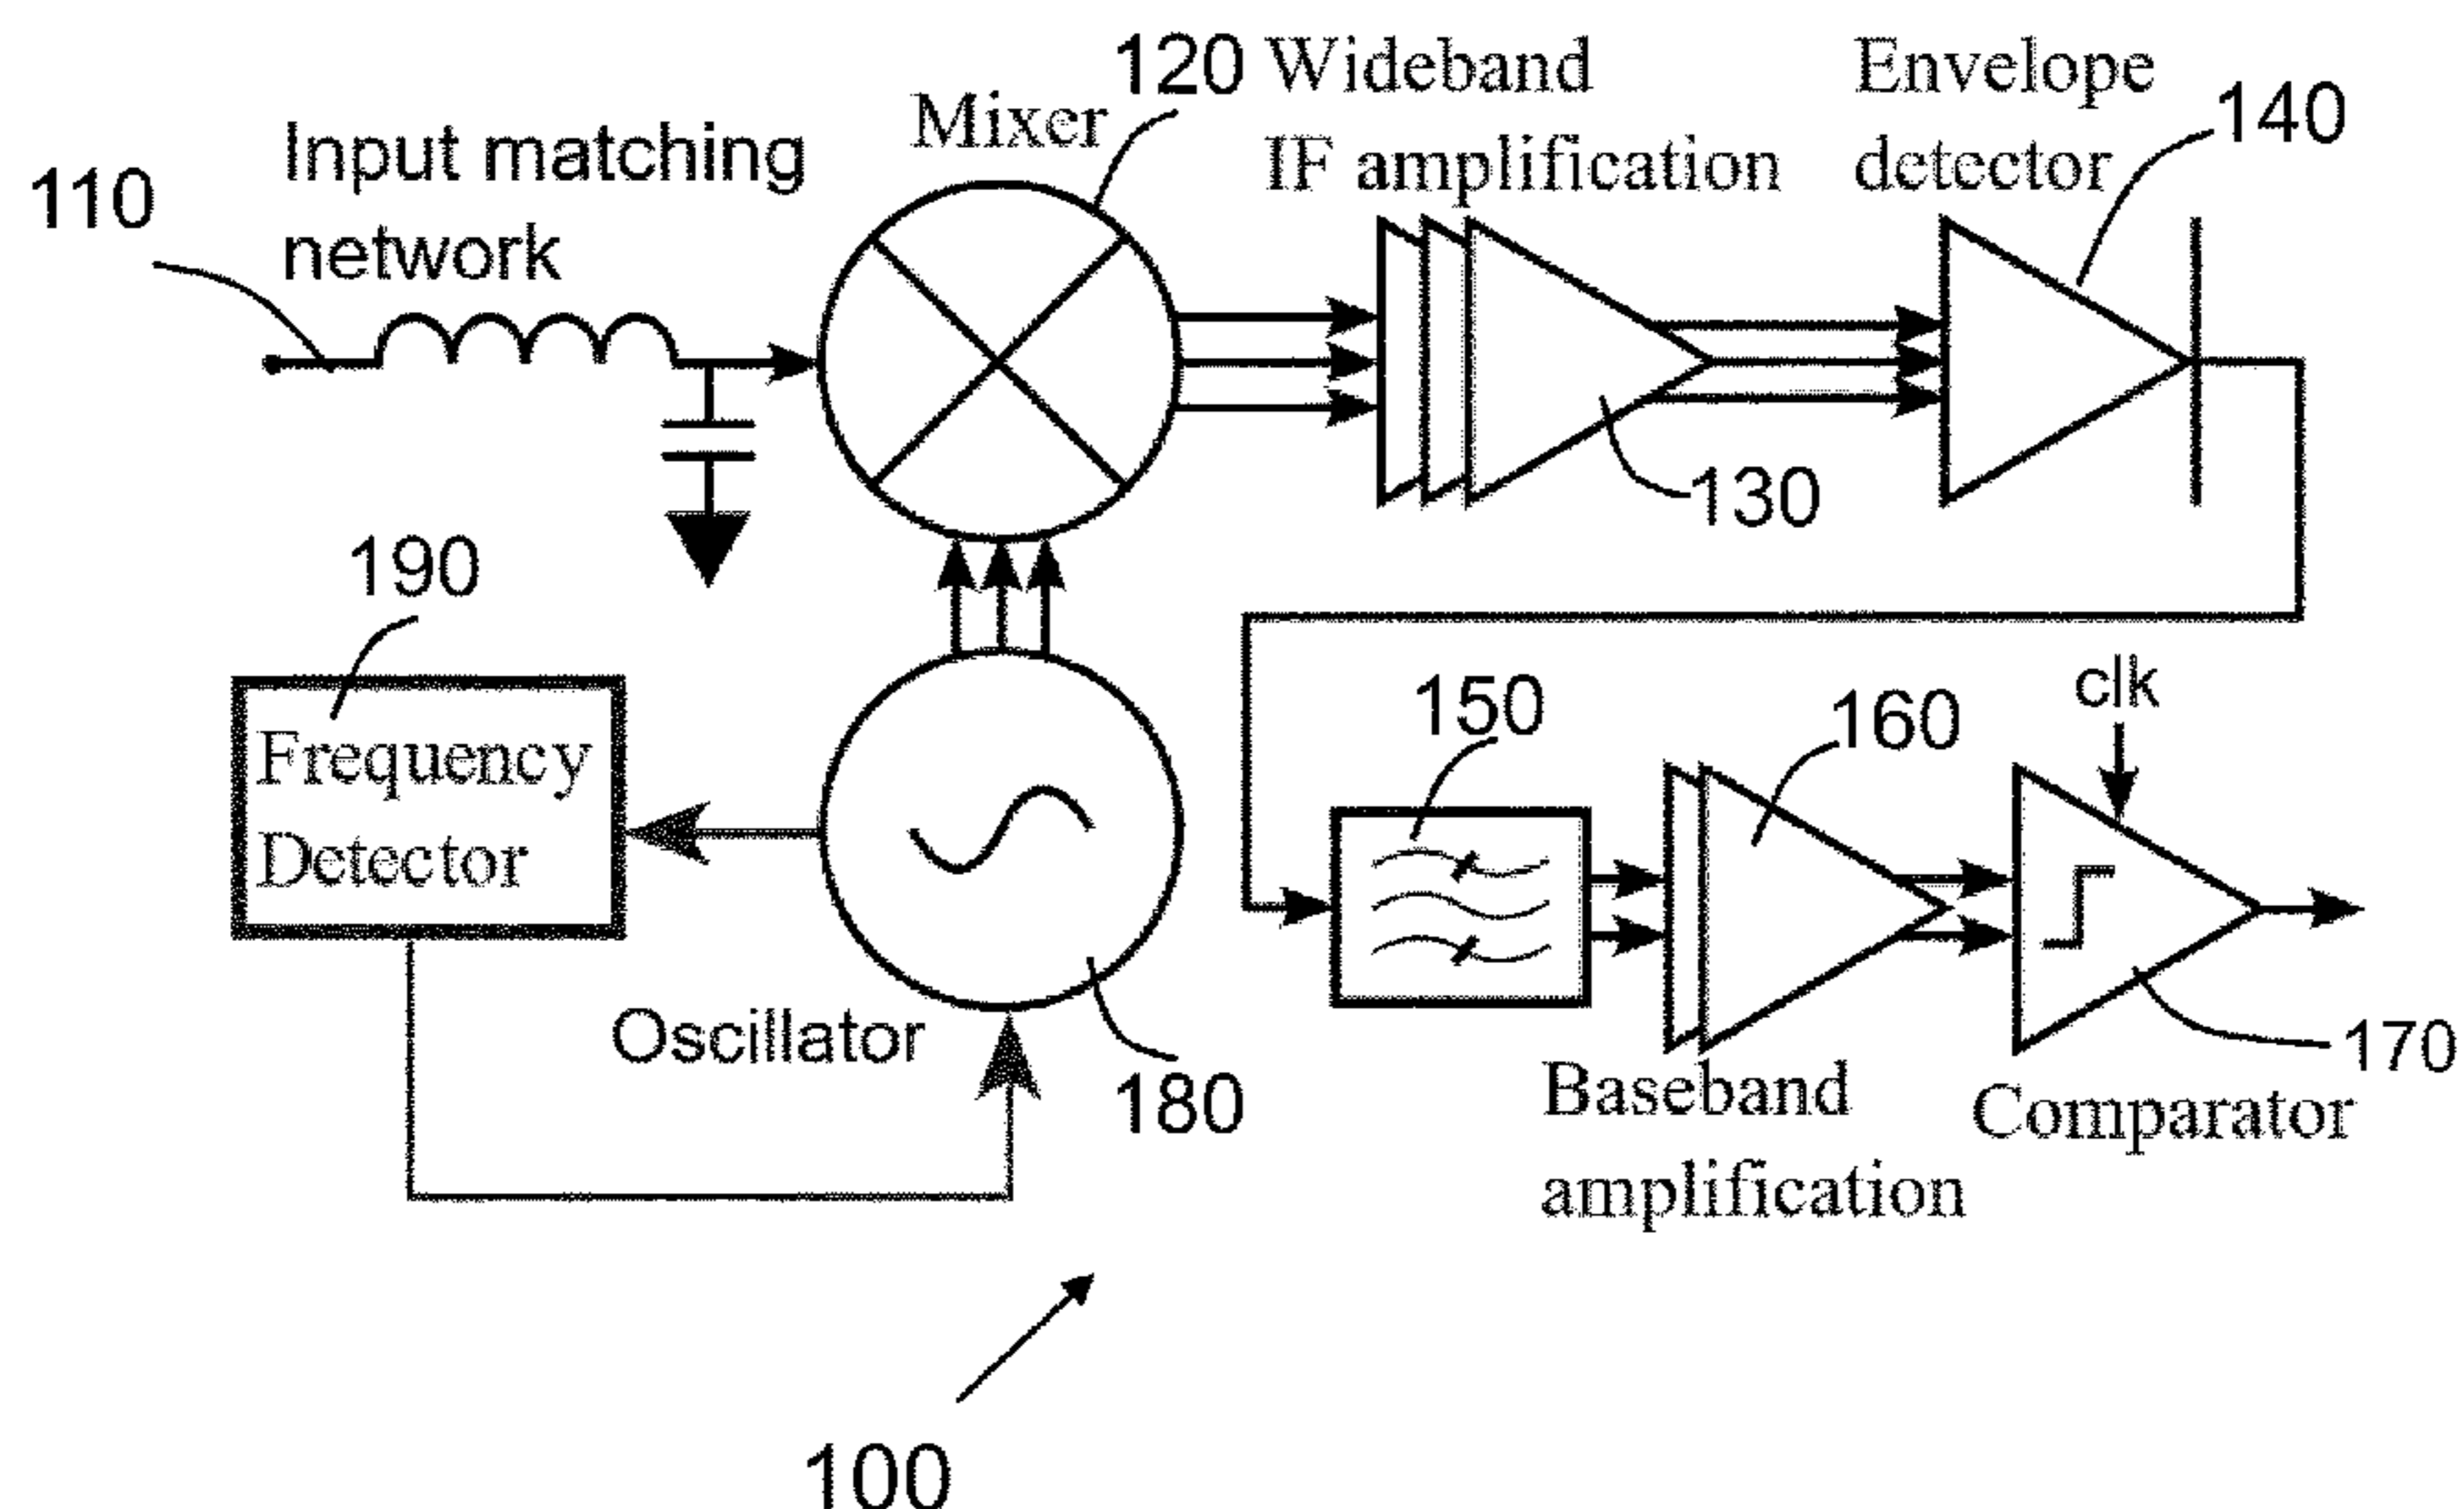 120
Wideband
IF amplification
Envelope
detector
140
Mixer
Input matching
network
110
130
190
Frequency
Detector
150
160
clk
Oscillator
180
Baseband
amplification
170
Comparator
100